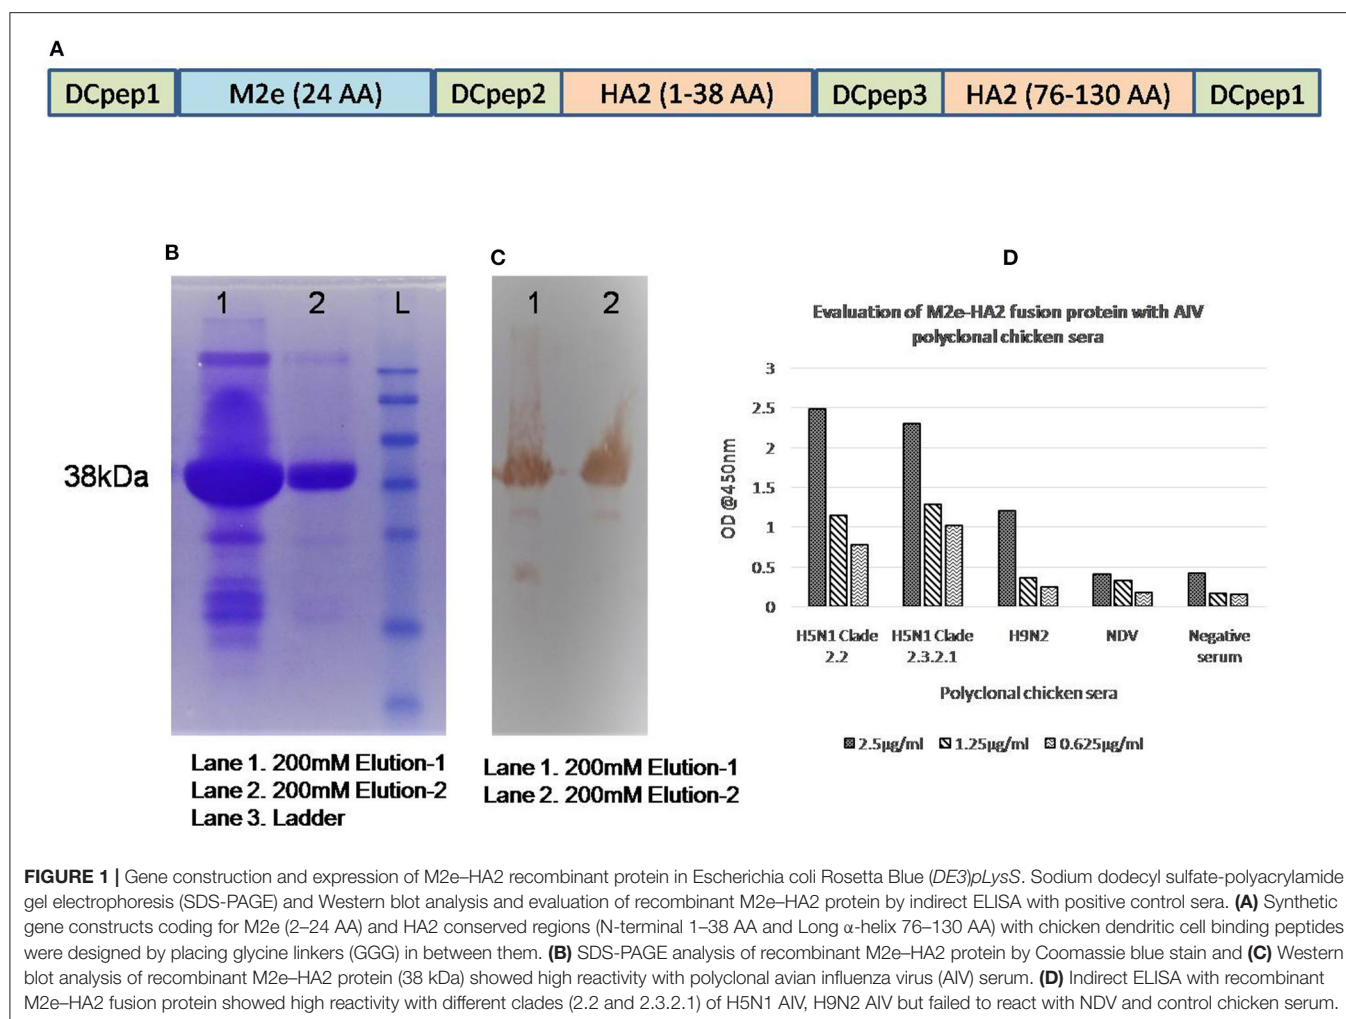 A
DCpep1 M2e (24 AA) DCpep2 HA2 (1-38 AA) DCpep3 HA2 (76-130 AA) DCpep1
B
1 2 L
38kDa
Lane 1. 200mM Elution-1
Lane 2. 200mM Elution-2
Lane 3. Ladder
C
1 2
Lane 1. 200mM Elution-1
Lane 2. 200mM Elution-2
D
Evaluation of M2e-HA2 fusion protein with AIV
polyclonal chicken sera
3
2.5
2
1.5
1
0.5
0
OD @450nm
H5N1 Clade H5N1 Clade H9N2 NDV Negative
2.2 2.3.2.1 serum
Polyclonal chicken sera
2.5µg/ml 1.25µg/ml 0.625µg/ml
FIGURE 1 | Gene construction and expression of M2e–HA2 recombinant protein in Escherichia coli Rosetta Blue (DE3)pLysS. Sodium dodecyl sulfate-polyacrylamide
gel electrophoresis (SDS-PAGE) and Western blot analysis and evaluation of recombinant M2e–HA2 protein by indirect ELISA with positive control sera. (A) Synthetic
gene constructs coding for M2e (2–24 AA) and HA2 conserved regions (N-terminal 1–38 AA and Long α-helix 76–130 AA) with chicken dendritic cell binding peptides
were designed by placing glycine linkers (GGG) in between them. (B) SDS-PAGE analysis of recombinant M2e–HA2 protein by Coomassie blue stain and (C) Western
blot analysis of recombinant M2e–HA2 protein (38 kDa) showed high reactivity with polyclonal avian influenza virus (AIV) serum. (D) Indirect ELISA with recombinant
M2e–HA2 fusion protein showed high reactivity with different clades (2.2 and 2.3.2.1) of H5N1 AIV, H9N2 AIV but failed to react with NDV and control chicken serum.